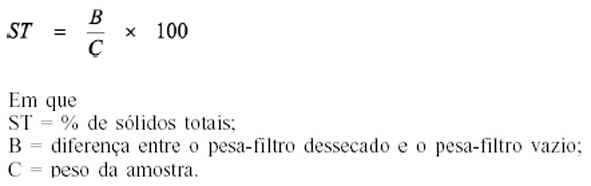 ST = B / Ç × 100
Em que
ST = % de sólidos totais;
B = diferença entre o pesa-filtro dessecado e o pesa-filtro vazio;
C = peso da amostra.